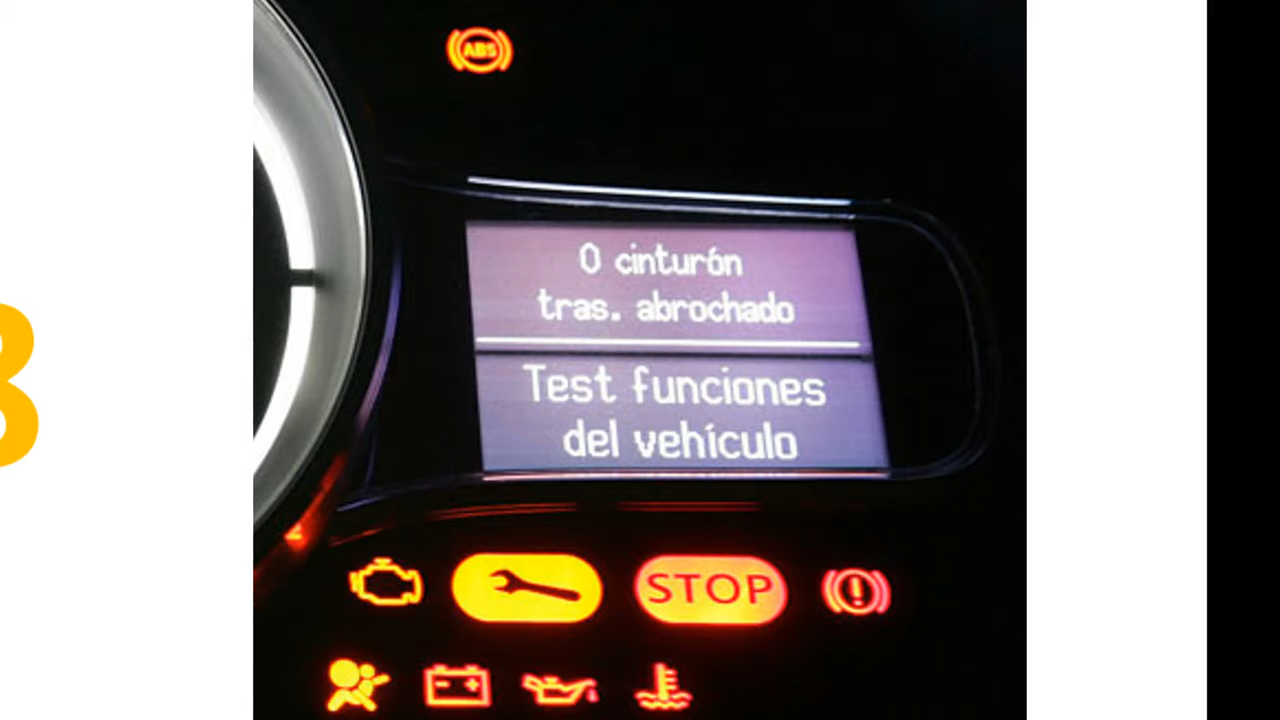 ABS
0 cinturón
tras. abrochado
Test funciones
del vehículo
STOP